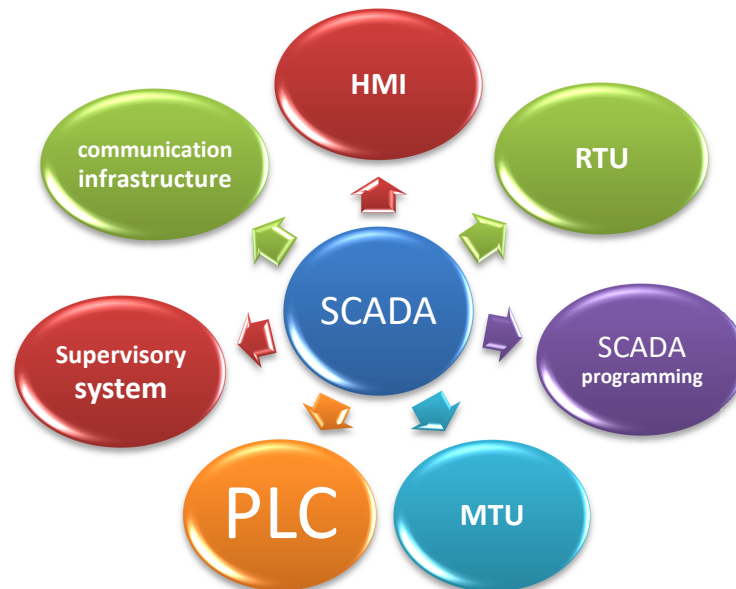 HMI
RTU
SCADA
programming
MTU
PLC
Supervisory
system
communication
infrastructure
SCADA